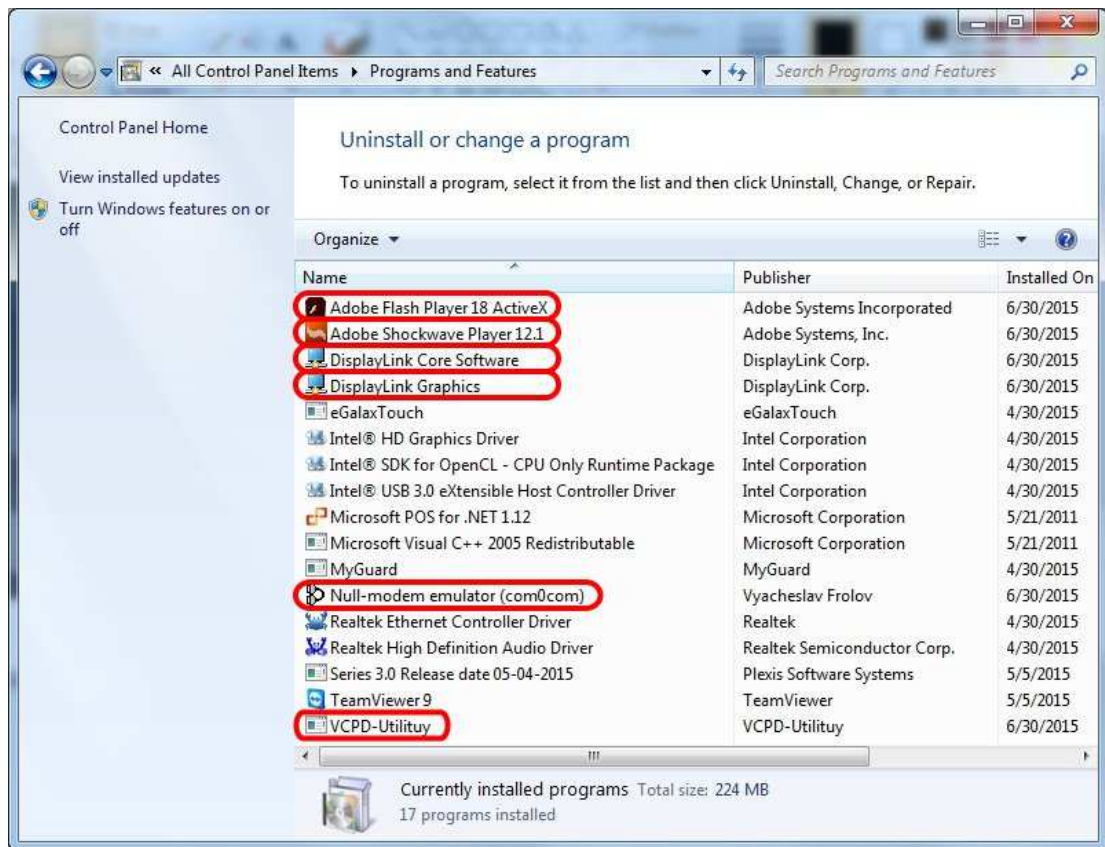 « All Control Panel Items ▸ Programs and Features
Search Programs and Features
Control Panel Home
View installed updates
Turn Windows features on or
off
Uninstall or change a program
To uninstall a program, select it from the list and then click Uninstall, Change, or Repair.
Organize
Name Publisher Installed On
Adobe Flash Player 18 ActiveX Adobe Systems Incorporated 6/30/2015
Adobe Shockwave Player 12.1 Adobe Systems, Inc. 6/30/2015
DisplayLink Core Software DisplayLink Corp. 6/30/2015
DisplayLink Graphics DisplayLink Corp. 6/30/2015
eGalaxTouch eGalaxTouch 4/30/2015
Intel® HD Graphics Driver Intel Corporation 4/30/2015
Intel® SDK for OpenCL - CPU Only Runtime Package Intel Corporation 4/30/2015
Intel® USB 3.0 eXtensible Host Controller Driver Intel Corporation 4/30/2015
Microsoft POS for .NET 1.12 Microsoft Corporation 5/21/2011
Microsoft Visual C++ 2005 Redistributable Microsoft Corporation 5/21/2011
MyGuard MyGuard 4/30/2015
Null-modem emulator (com0com) Vyacheslav Frolov 6/30/2015
Realtek Ethernet Controller Driver Realtek 4/30/2015
Realtek High Definition Audio Driver Realtek Semiconductor Corp. 4/30/2015
Series 3.0 Release date 05-04-2015 Plexis Software Systems 5/5/2015
TeamViewer 9 TeamViewer 5/5/2015
VCPD-Utilituy VCPD-Utilituy 6/30/2015
Currently installed programs Total size: 224 MB
17 programs installed